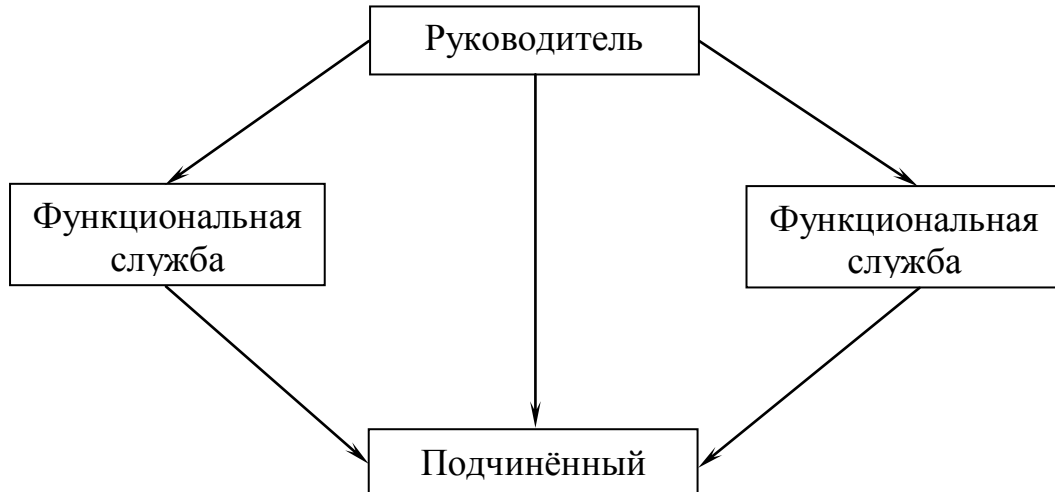 Руководитель
Функциональная
служба
Функциональная
служба
Подчинённый